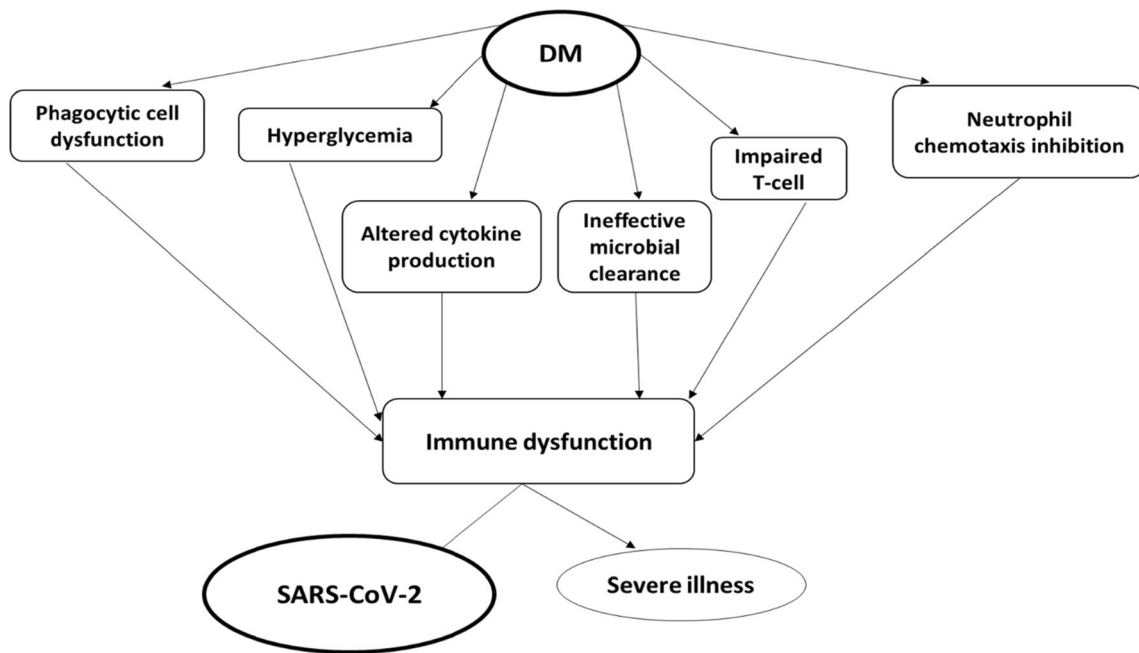 DM
Phagocytic cell
dysfunction
Hyperglycemia
Altered cytokine
production
Ineffective
microbial
clearance
Impaired
T-cell
Neutrophil
chemotaxis inhibition
Immune dysfunction
SARS-CoV-2
Severe illness